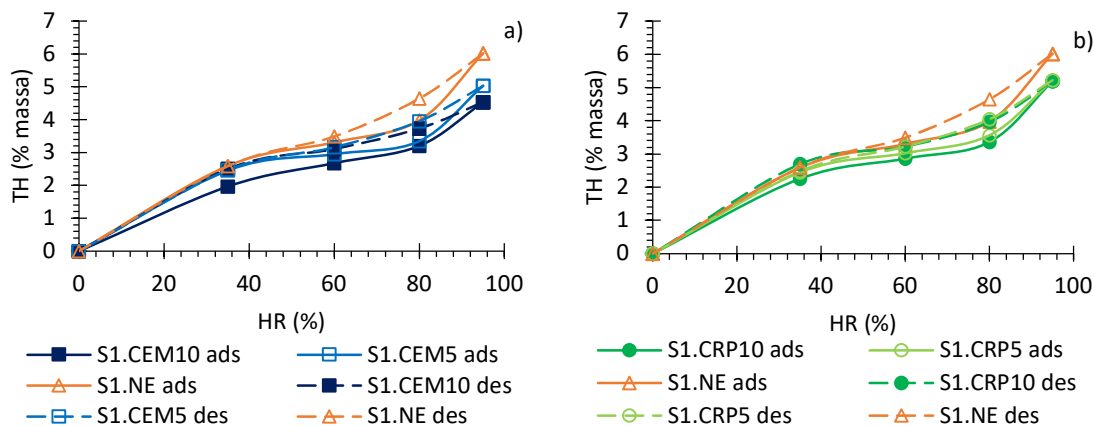 a)
TH (% massa)
7
6
5
4
3
2
1
0
0 20 40 60 80 100
HR (%)
S1.CEM10 ads S1.CEM5 ads
S1.NE ads S1.CEM10 des
S1.CEM5 des S1.NE des
b)
TH (% massa)
7
6
5
4
3
2
1
0
0 20 40 60 80 100
HR (%)
S1.CRP10 ads S1.CRP5 ads
S1.NE ads S1.CRP10 des
S1.CRP5 des S1.NE des